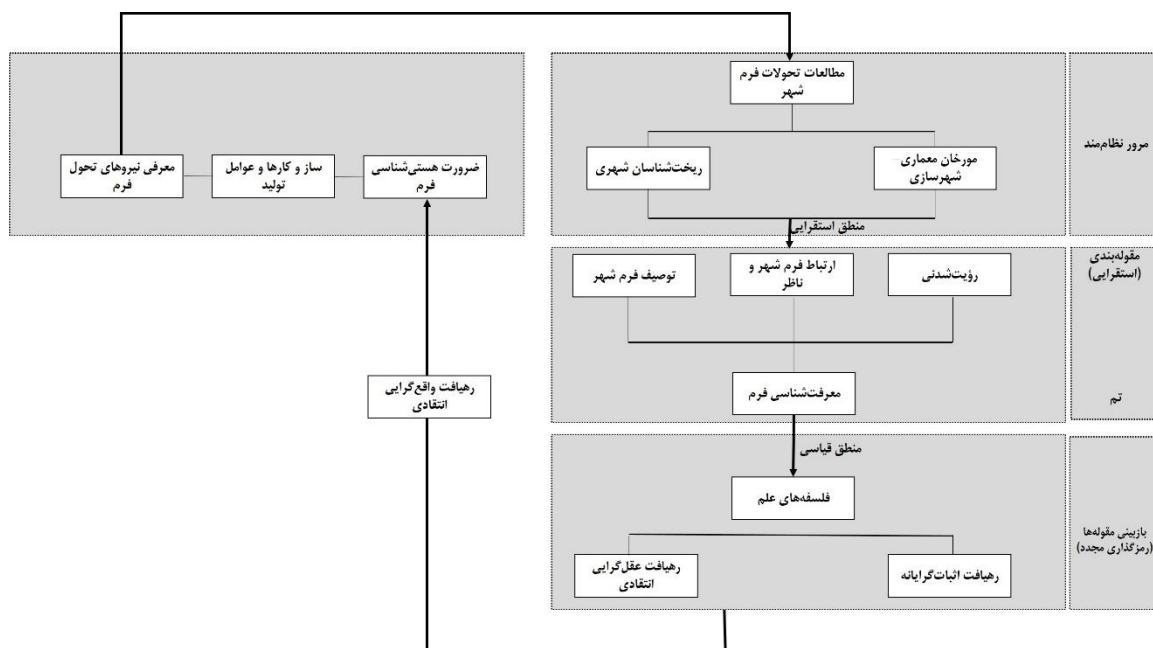 مرور نظام‌مند
مطالعات تحولات فرم
شهر
مورخان معماری–
شهرسازی
ریخت‌شناسان شهری
منطق استقرایی
ضرورت هستی‌شناسی
فرم
ساز و کارها و عوامل
تولید
معرفی نیروهای تحول
فرم
مقوله‌بندی
(استقرایی)
رؤیت‌شدنی
ارتباط فرم شهر و
ناظر
توصیف فرم شهر
تم
معرفت‌شناسی فرم
رهیافت واقع‌گرایی
انتقادی
منطق قیاسی
فلسفه‌های علم
بازبینی مقوله‌ها
(رمزگذاری مجدد)
رهیافت اثبات‌گرایانه
رهیافت عقل‌گرایی
انتقادی